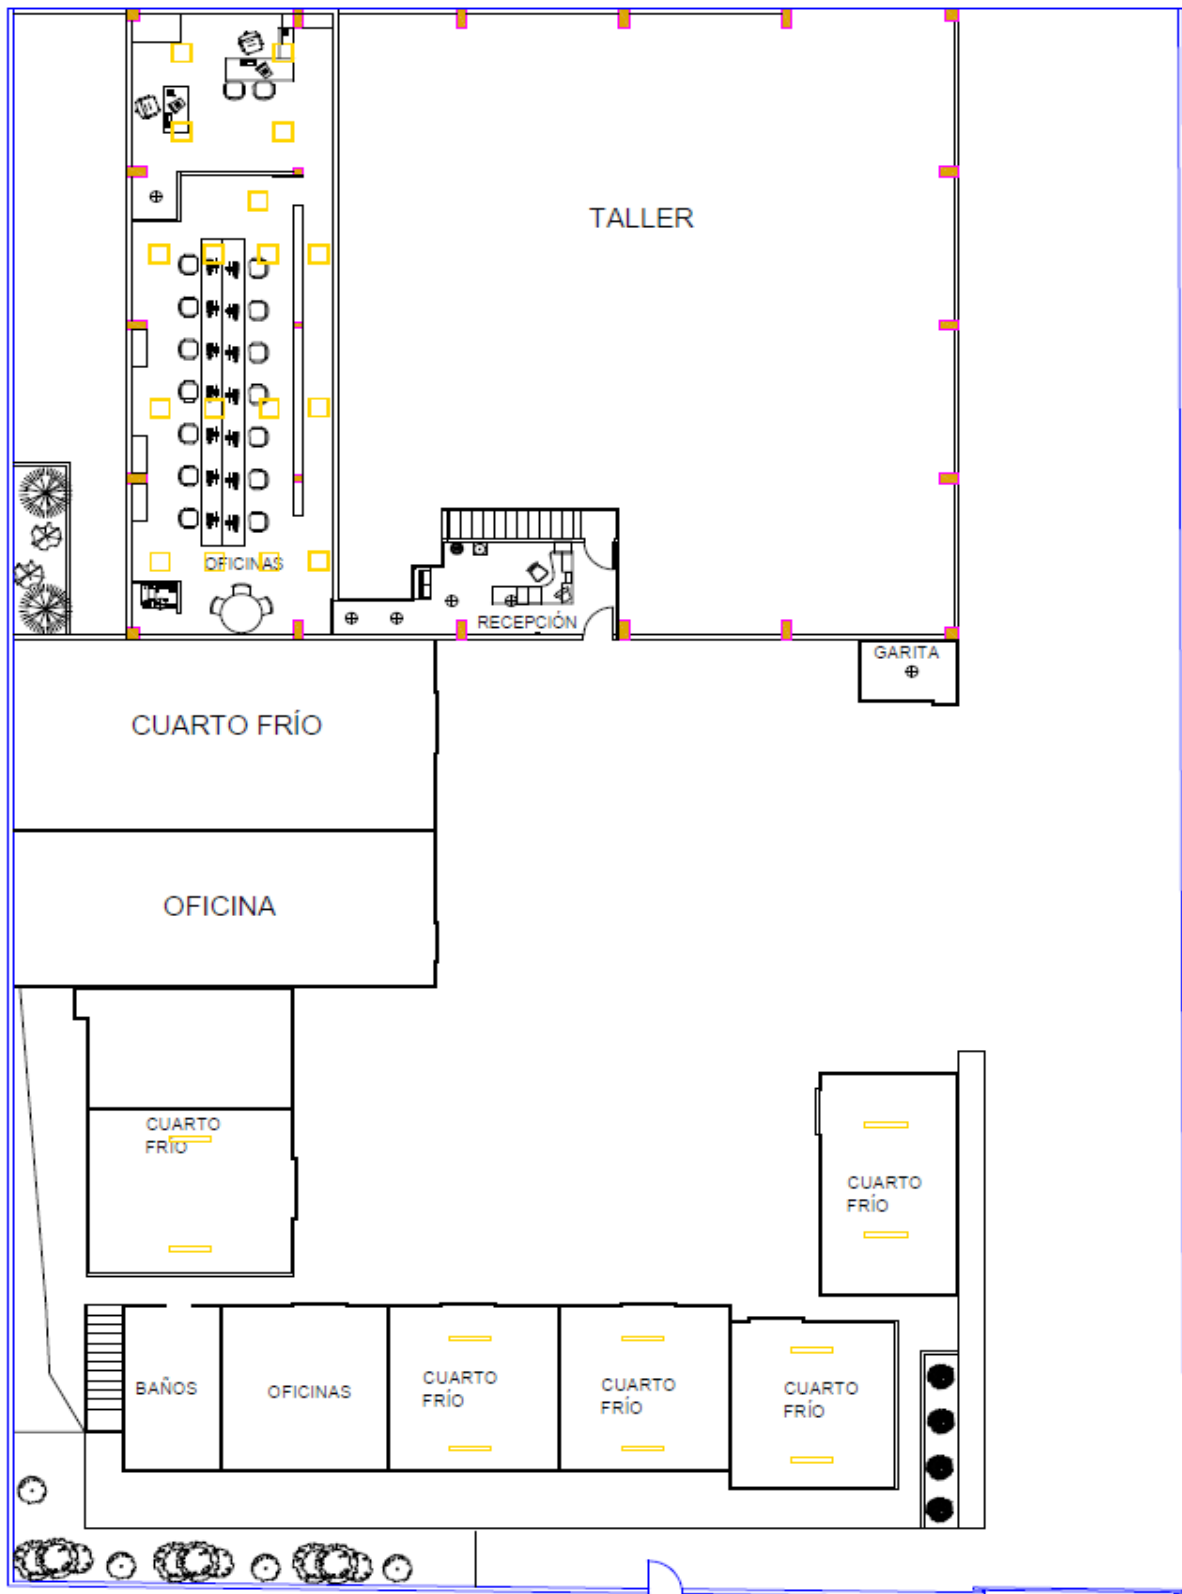 TALLER
OFICINAS
RECEPCIÓN
GARITA
CUARTO FRÍO
OFICINA
CUARTO
FRÍO
CUARTO
FRÍO
BAÑOS
OFICINAS
CUARTO
FRÍO
CUARTO
FRÍO
CUARTO
FRÍO